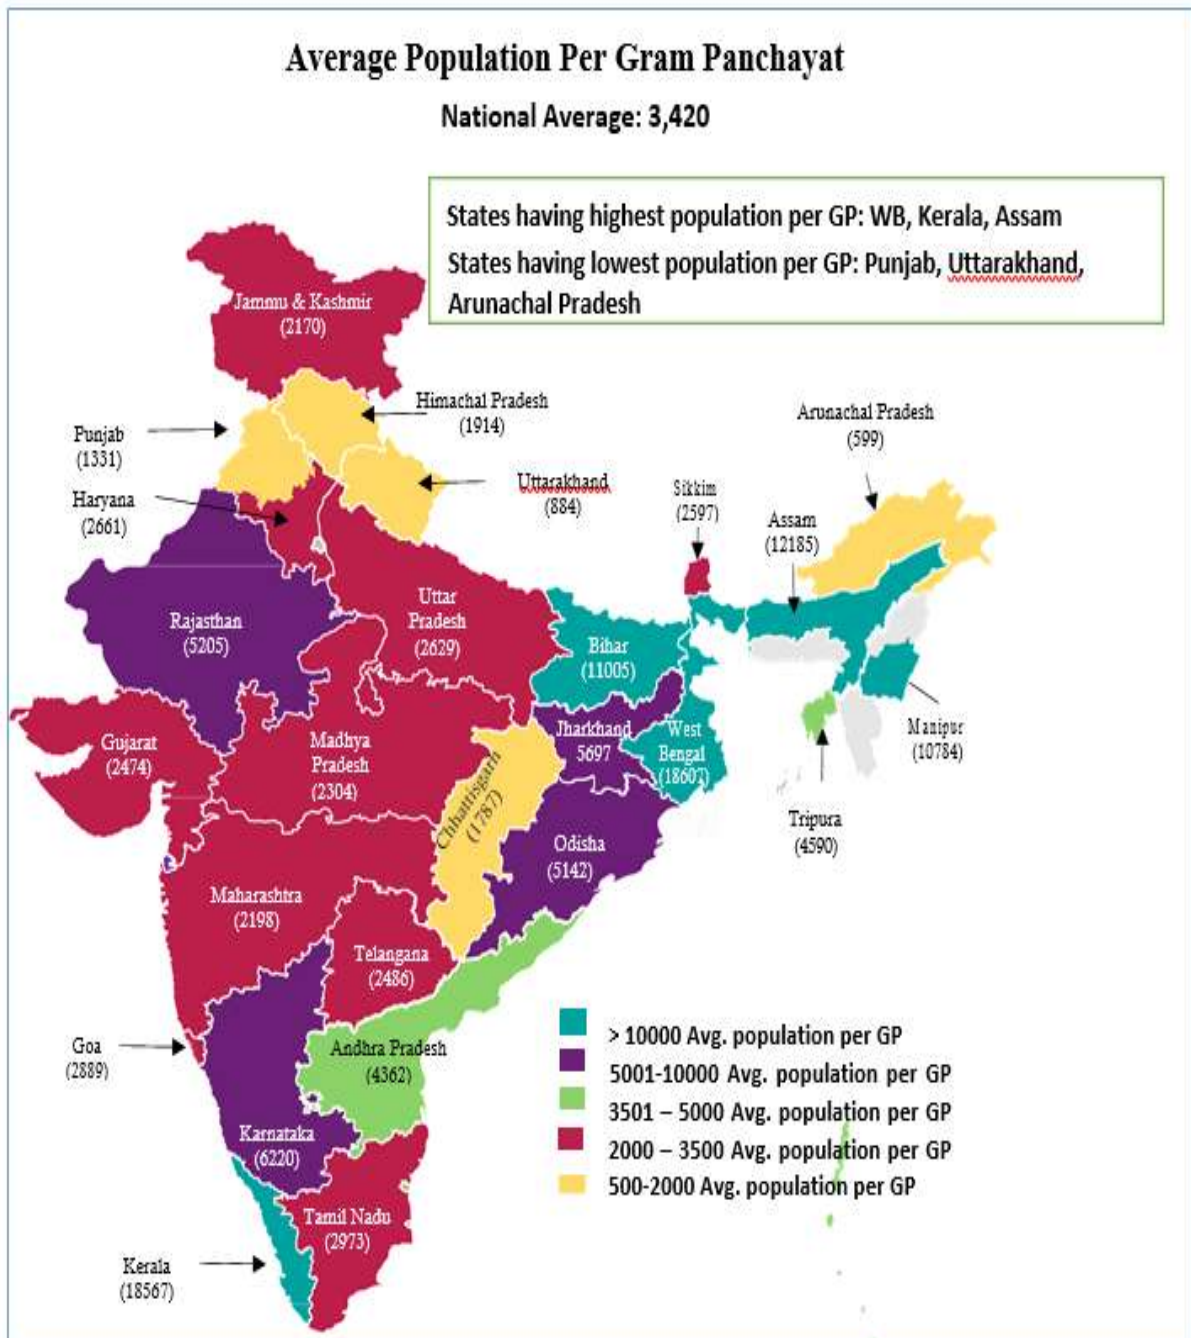 Average Population Per Gram Panchayat
National Average: 3,420
States having highest population per GP: WB, Kerala, Assam
States having lowest population per GP: Punjab, Uttarakhand,
Arunachal Pradesh
Jammu & Kashmir
(2170)
Himachal Pradesh
(1914)
Arunachal Pradesh
(599)
Punjab
(1331)
Uttarakhand
(884)
Sikkim
(2597)
Haryana
(2661)
Assam
(12185)
Uttar
Pradesh
(2629)
Rajasthan
(5205)
Bihar
(11005)
Jharkhand
5697
West
Bengal
(18607)
Manipur
(10784)
Gujarat
(2474)
Madhya
Pradesh
(2304)
Chhattisgarh
(1787)
Tripura
(4590)
Odisha
(5142)
Maharashtra
(2198)
Telangana
(2486)
Goa
(2889)
Andhra Pradesh
(4362)
> 10000 Avg. population per GP
5001-10000 Avg. population per GP
3501 – 5000 Avg. population per GP
2000 – 3500 Avg. population per GP
500-2000 Avg. population per GP
Karnataka
(6220)
Tamil Nadu
(2973)
Kerala
(18567)